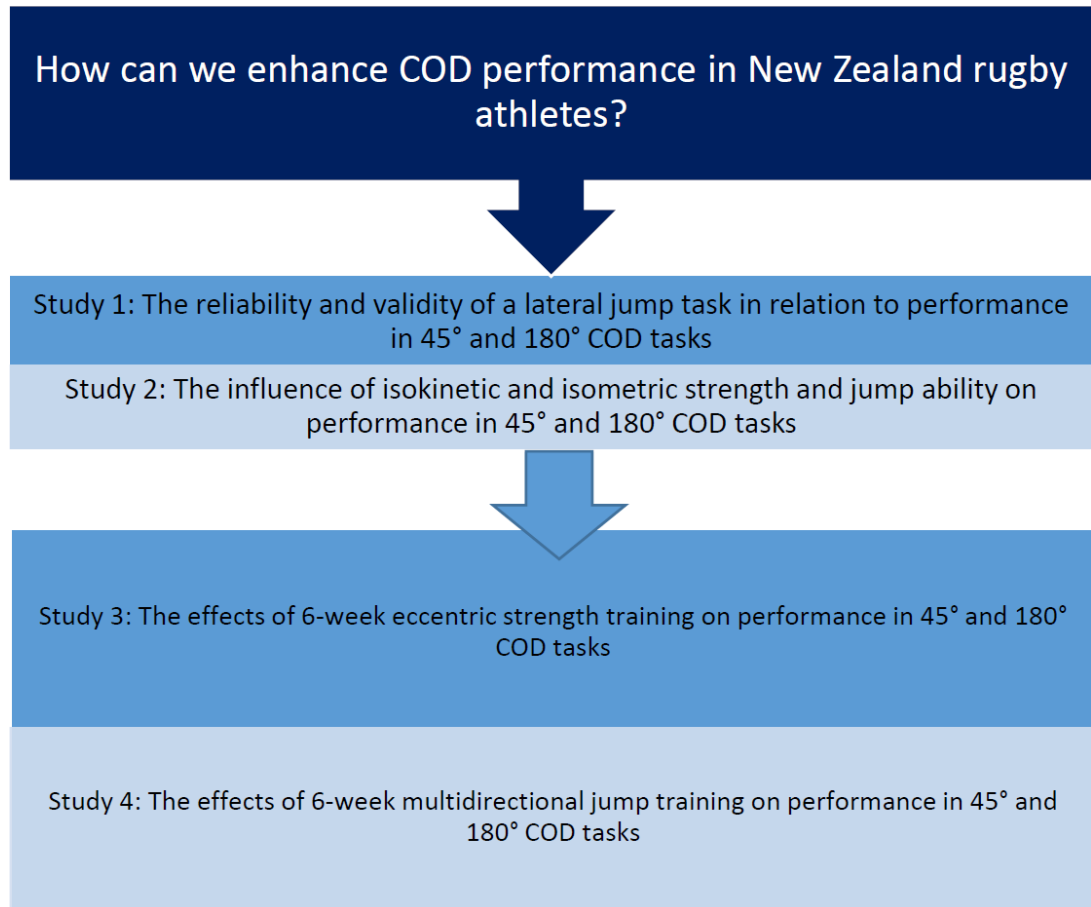 How can we enhance COD performance in New Zealand rugby
athletes?
Study 1: The reliability and validity of a lateral jump task in relation to performance
in 45° and 180° COD tasks
Study 2: The influence of isokinetic and isometric strength and jump ability on
performance in 45° and 180° COD tasks
Study 3: The effects of 6-week eccentric strength training on performance in 45° and 180°
COD tasks
Study 4: The effects of 6-week multidirectional jump training on performance in 45° and
180° COD tasks